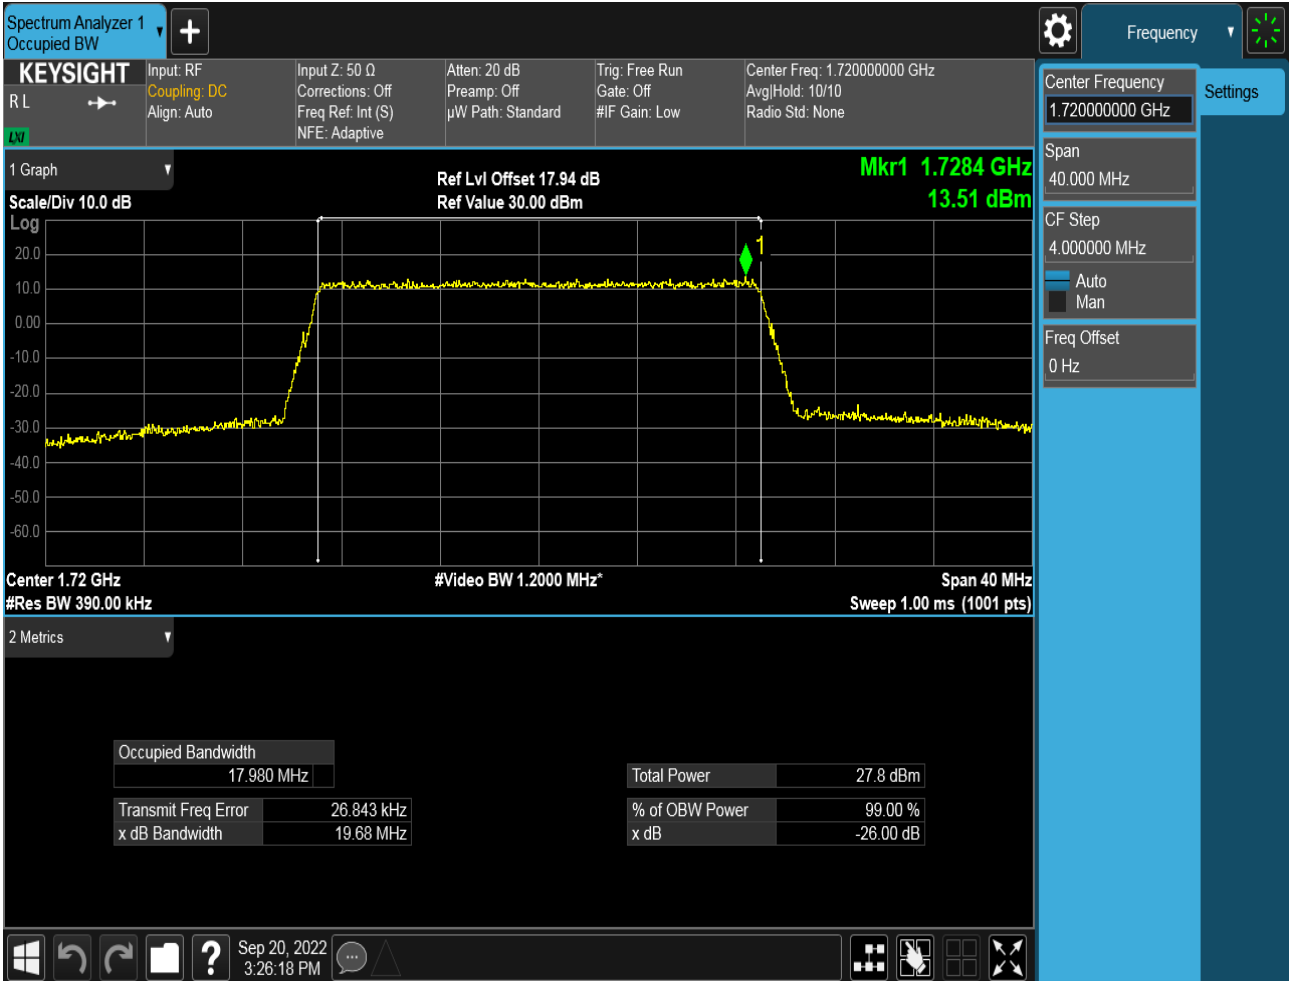 Spectrum Analyzer 1
Occupied BW
Frequency
KEYSIGHT
R L
LXI
Input: RF
Coupling: DC
Align: Auto
Input Z: 50 Ω
Corrections: Off
Freq Ref: Int (S)
NFE: Adaptive
Atten: 20 dB
Preamp: Off
µW Path: Standard
Trig: Free Run
Gate: Off
#IF Gain: Low
Center Freq: 1.720000000 GHz
Avg|Hold: 10/10
Radio Std: None
Center Frequency
1.720000000 GHz
Settings
Span
40.000 MHz
CF Step
4.000000 MHz
Auto
Man
Freq Offset
0 Hz
1 Graph
Scale/Div 10.0 dB
Log
Ref Lvl Offset 17.94 dB
Ref Value 30.00 dBm
Mkr1 1.7284 GHz
13.51 dBm
1
20.0
10.0
0.00
-10.0
-20.0
-30.0
-40.0
-50.0
-60.0
Center 1.72 GHz
#Video BW 1.2000 MHz*
Span 40 MHz
#Res BW 390.00 kHz
Sweep 1.00 ms (1001 pts)
2 Metrics
Occupied Bandwidth
17.980 MHz
Total Power 27.8 dBm
Transmit Freq Error 26.843 kHz
% of OBW Power 99.00 %
x dB Bandwidth 19.68 MHz
x dB -26.00 dB
?
Sep 20, 2022
3:26:18 PM